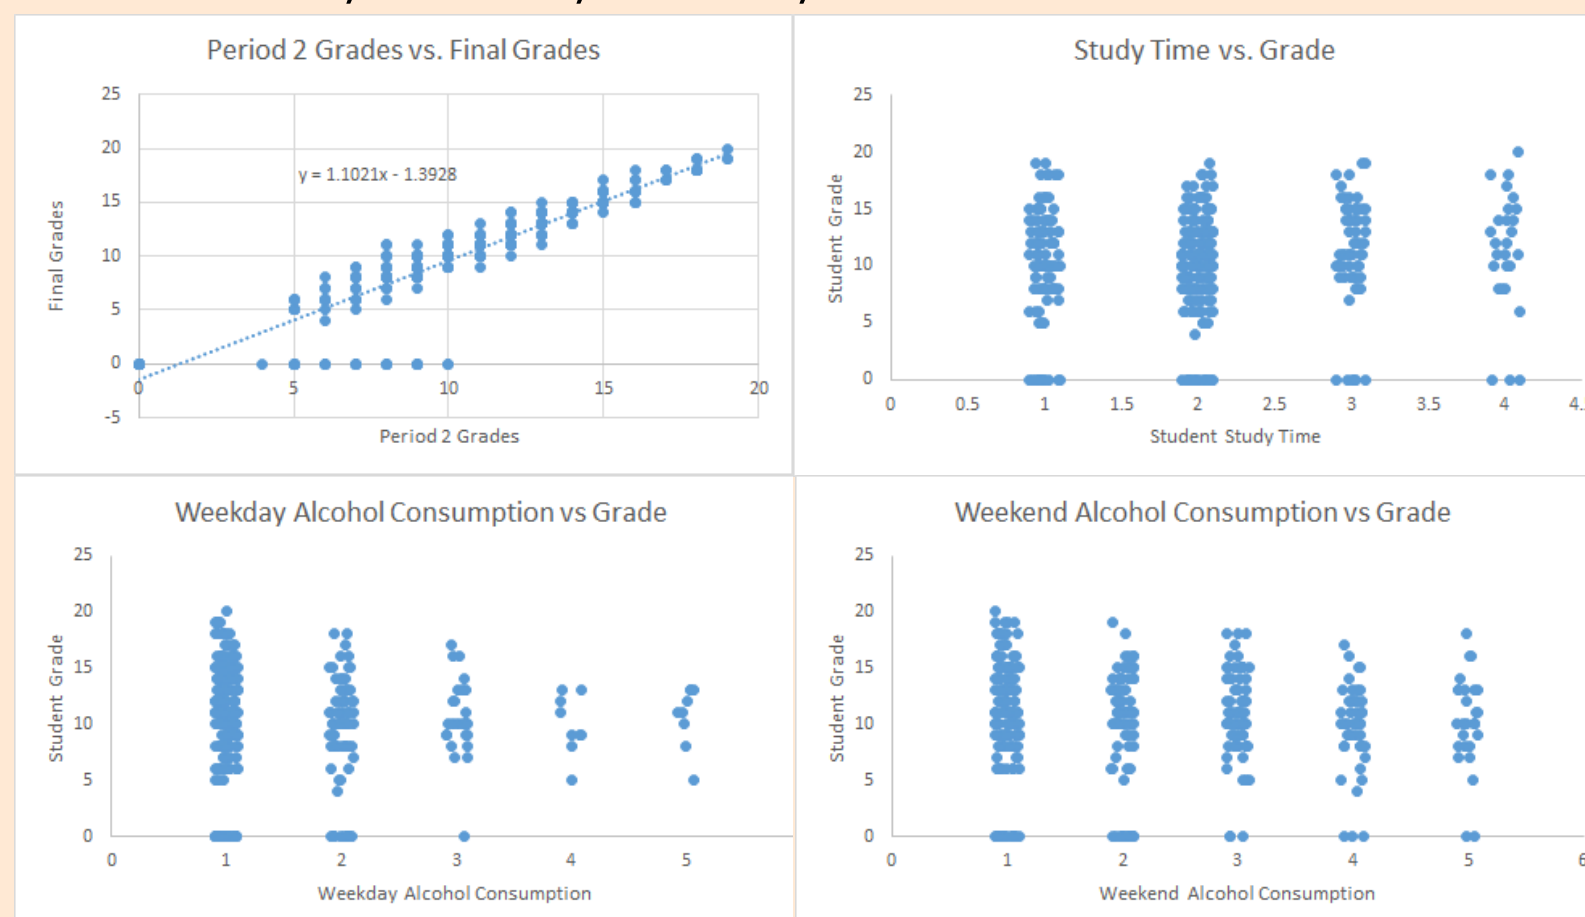 Period 2 Grades vs. Final Grades
25
20
15
10
5
0
-5
0 5 10 15 20
y = 1.1021x - 1.3928
Final Grades
Period 2 Grades
Study Time vs. Grade
25
20
15
10
5
0
0 0.5 1 1.5 2 2.5 3 3.5 4 4.
Student Grade
Student Study Time
Weekday Alcohol Consumption vs Grade
25
20
15
10
5
0
0 1 2 3 4 5
Student Grade
Weekday Alcohol Consumption
Weekend Alcohol Consumption vs Grade
25
20
15
10
5
0
0 1 2 3 4 5 6
Student Grade
Weekend Alcohol Consumption